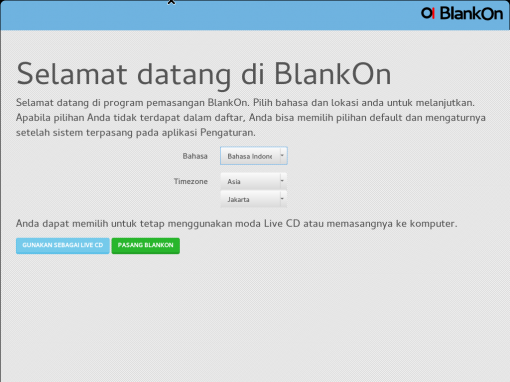 BlankOn
Selamat datang di BlankOn
Selamat datang di program pemasangan BlankOn. Pilih bahasa dan lokasi anda untuk melanjutkan.
Apabila pilihan Anda tidak terdapat dalam daftar, Anda bisa memilih pilihan default dan mengaturnya
setelah sistem terpasang pada aplikasi Pengaturan.
Bahasa Bahasa Indone
Timezone Asia
Jakarta
Anda dapat memilih untuk tetap menggunakan moda Live CD atau memasangnya ke komputer.
GUNAKAN SEBAGAI LIVE CD PASANG BLANKON